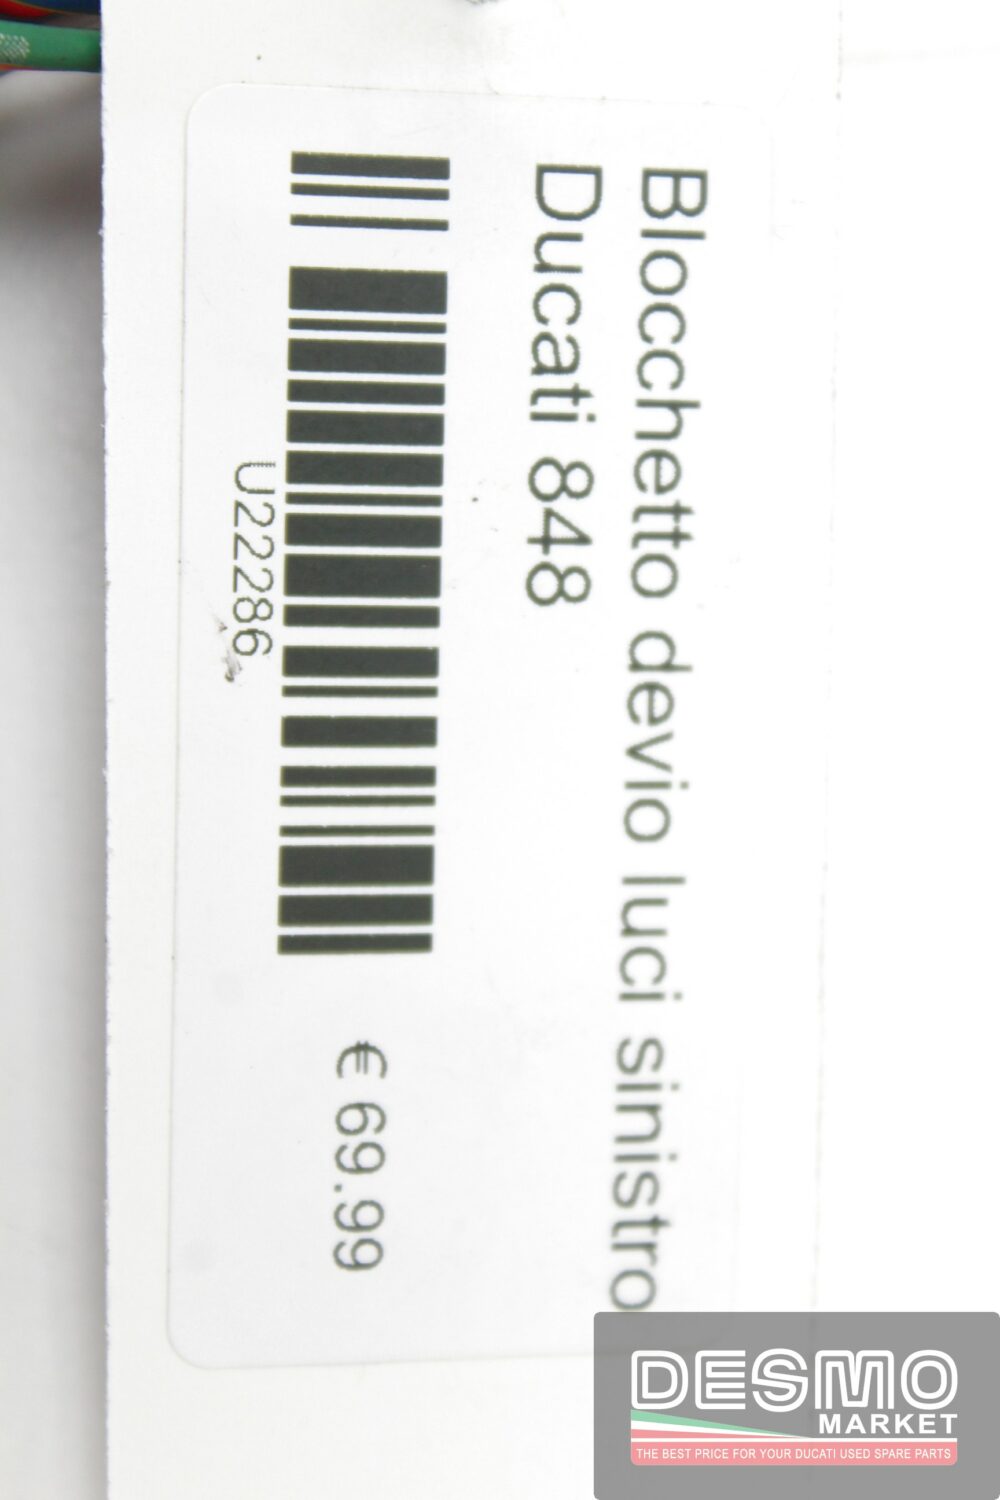 Blocchetto devio luci sinistro
Ducati 848
U22286
€ 69.99
DESMO
MARKET
THE BEST PRICE FOR YOUR DUCATI USED SPARE PARTS